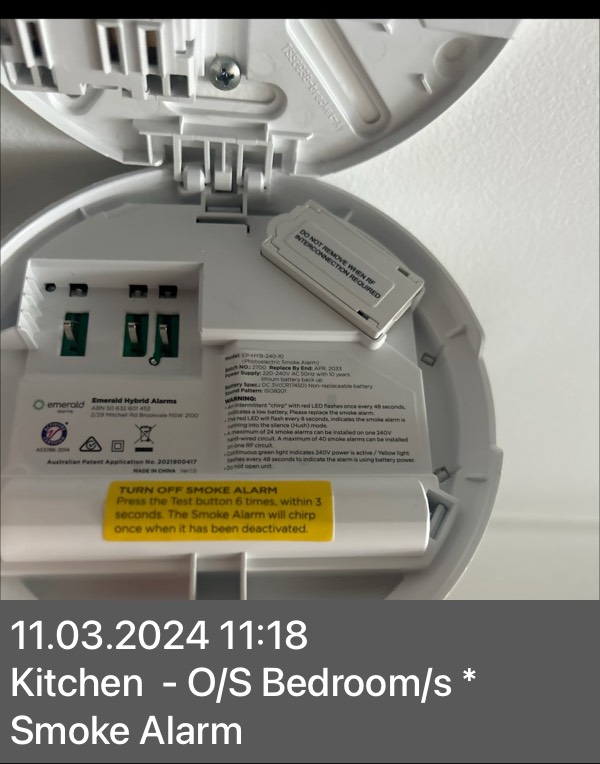 DO NOT REMOVE WHEN RF
INTERCONNECTION REQUIRED
Model: EP-HYB-240-10
(Photoelectric Smoke Alarm)
Batch NO.: 2700 Replace By End: APR, 2033
Power Supply: 220-240V AC 50Hz with 10 years
lithium battery back up
Battery Spec.: DC 3V(CR17450) Non-replaceable battery
Sound Pattern: ISO8201
WARNING:
Intermittent "chirp" with red LED flashes once every 48 seconds,
indicates a low battery, Please replace the smoke alarm.
red LED will flash every 8 seconds, indicates the smoke alarm is
running into the silence (Hush) mode.
A maximum of 24 smoke alarms can be installed on one 240V
hard-wired circuit. A maximum of 40 smoke alarms can be installed
on one RF circuit.
Continuous green light indicates 240V power is active / Yellow light
flashes every 48 seconds to indicate the alarm is using battery power.
Do not open unit.
emerald
Emerald Hybrid Alarms
ABN 50 632 601 453
2/29 Mitchell Rd Brookvale NSW 2100
AS3786:2014
Australian Patent Application No. 2021900417
MADE IN CHINA Ver1.0
TURN OFF SMOKE ALARM
Press the Test button 6 times, within 3
seconds. The Smoke Alarm will chirp
once when it has been deactivated.
11.03.2024 11:18
Kitchen - O/S Bedroom/s *
Smoke Alarm